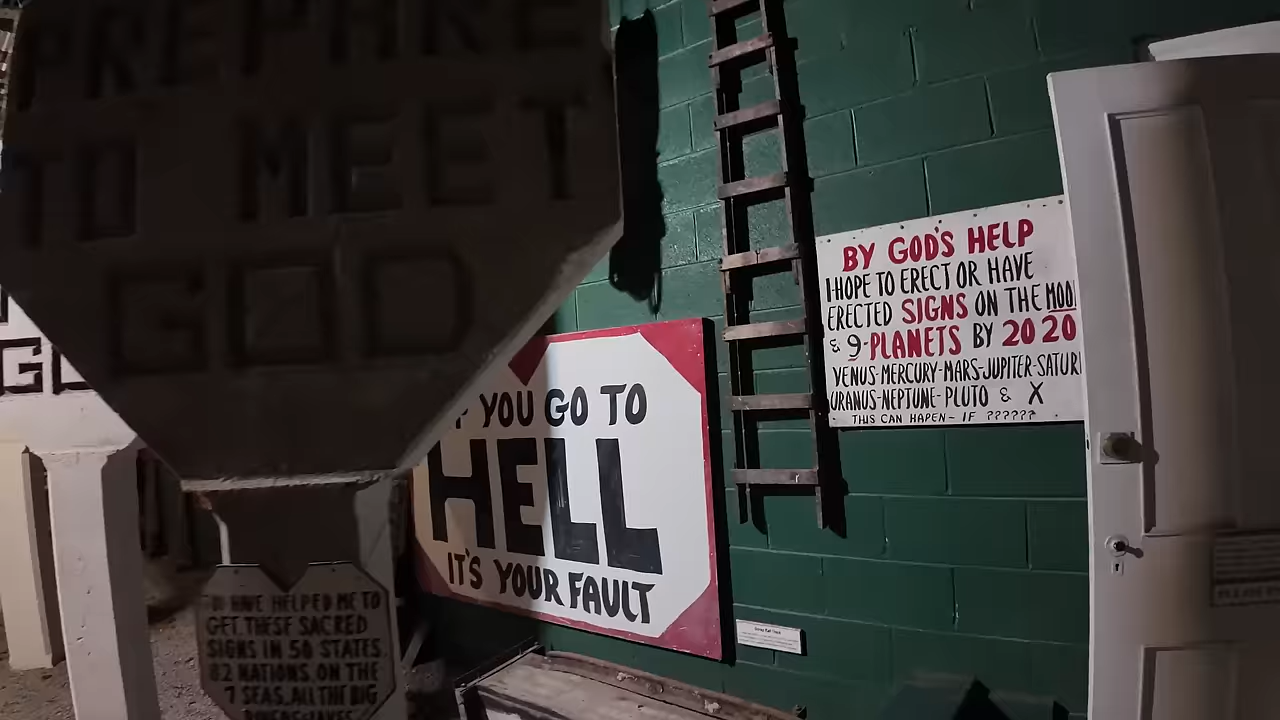 PREPARE
TO MEET
GOD
GO
YOU GO TO
HELL
IT'S YOUR FAULT
BY GOD'S HELP
I-HOPE TO ERECT OR HAVE
ERECTED SIGNS ON THE MOO
& 9-PLANETS BY 2020
VENUS-MERCURY-MARS-JUPITER-SATUR
URANUS-NEPTUNE-PLUTO & X
THIS CAN HAPEN- IF ??????
HAVE HELPED ME TO
GET THESE SACRED
SIGNS IN 50 STATES.
82 NATIONS. ON THE
7 SEAS. ALL THE BIG